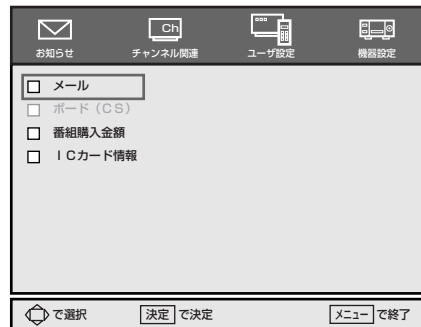 Ch
お知らせ チャンネル関連 ユーザ設定 機器設定
メール
ボード（CS）
番組購入金額
ICカード情報
で選択 決定 で決定 メニュー で終了